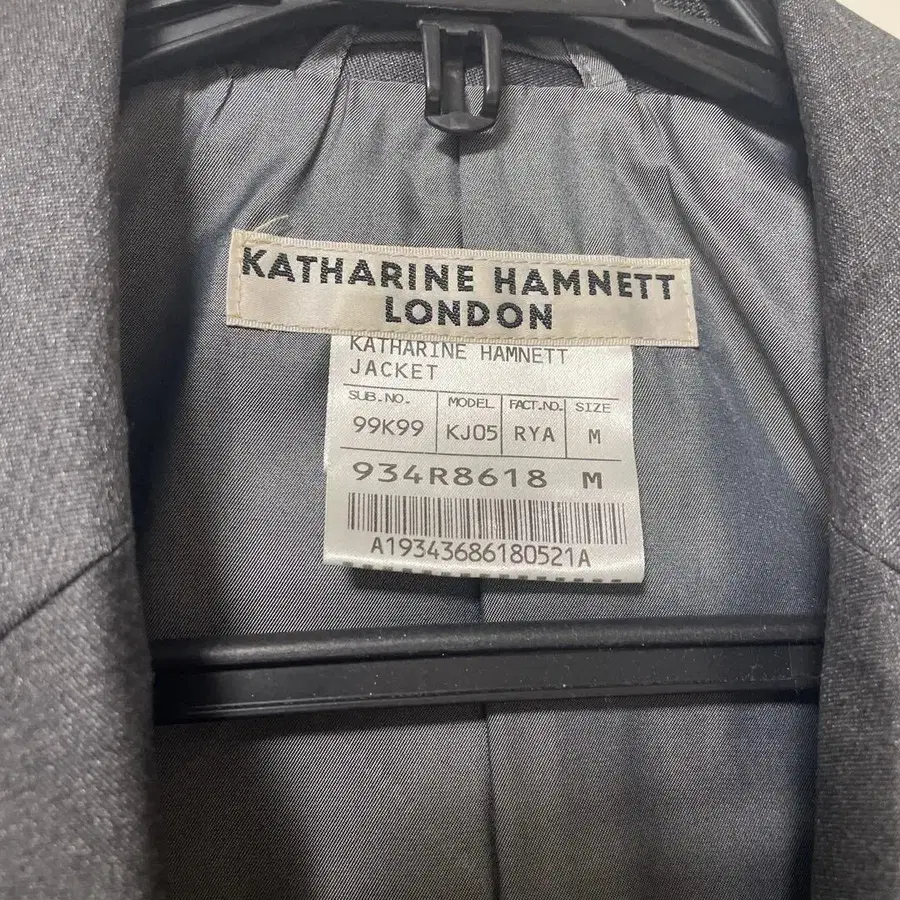 KATHARINE HAMNETT
LONDON
KATHARINE HAMNETT
JACKET
SUB.NO. MODEL FACT.NO. SIZE
99K99 KJ05 RYA M
934R8618 M
A19343686180521A